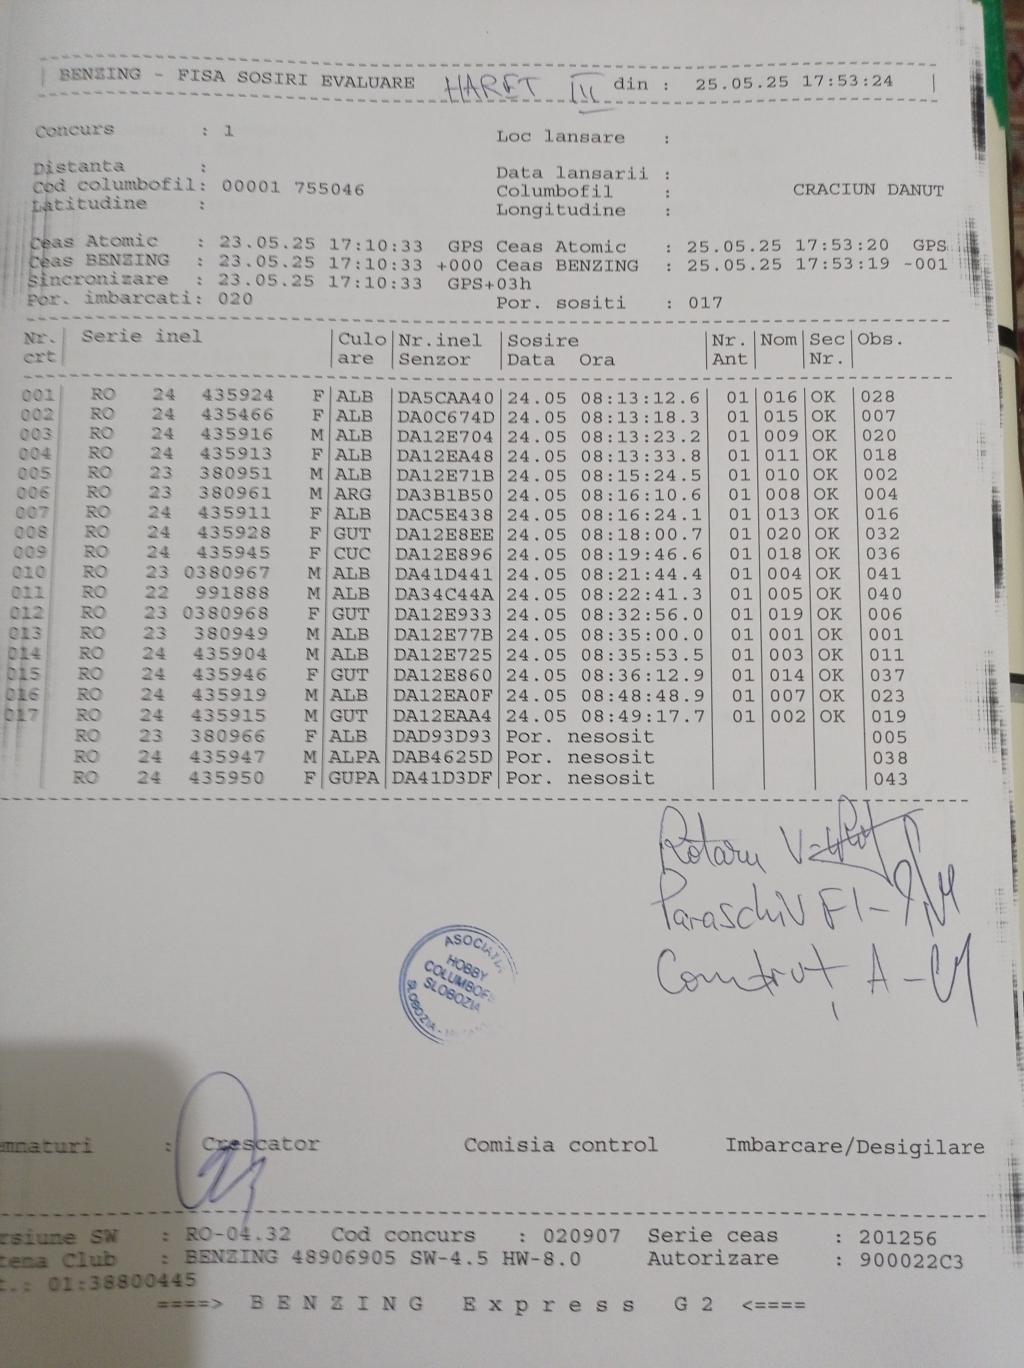 BENZING - FISA SOSIRI EVALUARE HARET III din : 25.05.25 17:53:24
Concurs : 1 Loc lansare :
Distanta : Data lansarii :
Cod columbofil: 00001 755046 Columbofil : CRACIUN DANUT
Latitudine : Longitudine :
Ceas Atomic : 23.05.25 17:10:33 GPS Ceas Atomic : 25.05.25 17:53:20 GPS
Ceas BENZING : 23.05.25 17:10:33 +000 Ceas BENZING : 25.05.25 17:53:19 -001
Sincronizare : 23.05.25 17:10:33 GPS+03h
Por. imbarcati: 020 Por. sositi : 017
Nr. Serie inel Culo Nr.inel Sosire Nr. Nom Sec Obs.
crt are Senzor Data Ora Ant Nr.
001 RO 24 435924 F ALB DA5CAA40 24.05 08:13:12.6 01 016 OK 028
002 RO 24 435466 F ALB DA0C674D 24.05 08:13:18.3 01 015 OK 007
003 RO 24 435916 M ALB DA12E704 24.05 08:13:23.2 01 009 OK 020
004 RO 24 435913 F ALB DA12EA48 24.05 08:13:33.8 01 011 OK 018
005 RO 23 380951 M ALB DA12E71B 24.05 08:15:24.5 01 010 OK 002
006 RO 23 380961 M ARG DA3B1B50 24.05 08:16:10.6 01 008 OK 004
007 RO 24 435911 F ALB DAC5E438 24.05 08:16:24.1 01 013 OK 016
008 RO 24 435928 F GUT DA12E8EE 24.05 08:18:00.7 01 020 OK 032
009 RO 24 435945 F CUC DA12E896 24.05 08:19:46.6 01 018 OK 036
010 RO 23 0380967 M ALB DA41D441 24.05 08:21:44.4 01 004 OK 041
011 RO 22 991888 M ALB DA34C44A 24.05 08:22:41.3 01 005 OK 040
012 RO 23 0380968 F GUT DA12E933 24.05 08:32:56.0 01 019 OK 006
013 RO 23 380949 M ALB DA12E77B 24.05 08:35:00.0 01 001 OK 001
014 RO 24 435904 M ALB DA12E725 24.05 08:35:53.5 01 003 OK 011
015 RO 24 435946 F GUT DA12E860 24.05 08:36:12.9 01 014 OK 037
016 RO 24 435919 M ALB DA12EA0F 24.05 08:48:48.9 01 007 OK 023
017 RO 24 435915 M GUT DA12EAA4 24.05 08:49:17.7 01 002 OK 019
RO 23 380966 F ALB DAD93D93 Por. nesosit 005
RO 24 435947 M ALPA DAB4625D Por. nesosit 038
RO 24 435950 F GUPA DA41D3DF Por. nesosit 043
Rotaru V
Paraschiv Fl -
Comăruț A -
ASOCIAȚIA
HOBBY
COLUMBOF
SLOBOZIA
SLOBOZIA -
emnaturi : Crescator Comisia control Imbarcare/Desigilare
rsiune SW : RO-04.32 Cod concurs : 020907 Serie ceas : 201256
tena Club : BENZING 48906905 SW-4.5 HW-8.0 Autorizare : 900022C3
t.: 01:38800445
====> B E N Z I N G E x p r e s s G 2 <====